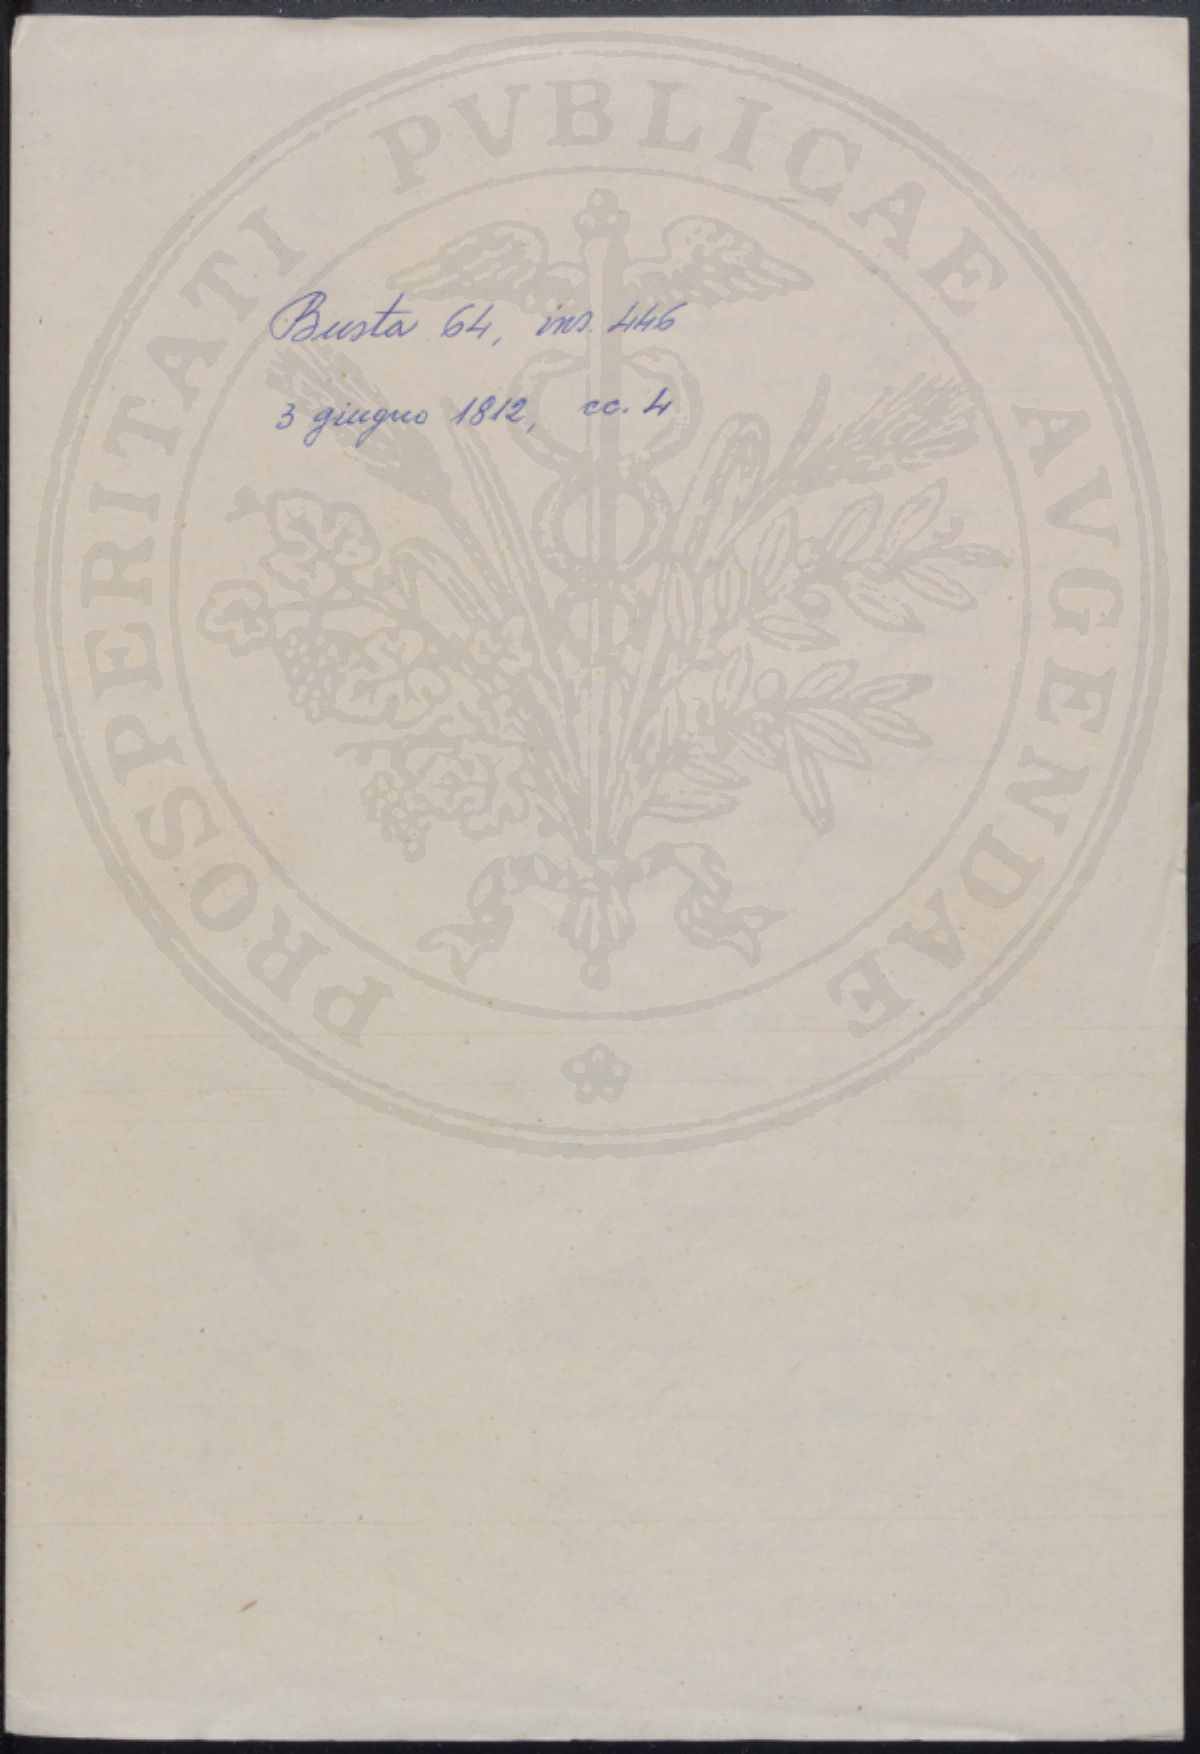 PROSPERITATI PVBLICAE AVGENDAE
Busta 64, ins. 446
3 giugno 1812, cc. 4